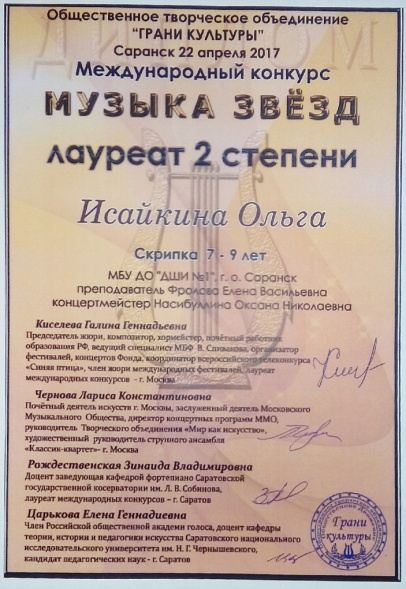 Общественное творческое объединение
"ГРАНИ КУЛЬТУРЫ"
Саранск 22 апреля 2017
Международный конкурс
МУЗЫКА ЗВЁЗД
лауреат 2 степени
Исайкина Ольга
Скрипка 7 - 9 лет
МБУ ДО "ДШИ №1", г. о. Саранск
преподаватель Фролова Елена Васильевна
концертмейстер Насибуллина Оксана Николаевна
Киселева Галина Геннадьевна
Председатель жюри, композитор, хормейстер, почётный работник
образования РФ, ведущий специалист МБФ В. Спивакова, организатор
фестивалей, концертов Фонда, координатор всероссийского телеконкурса
«Синяя птица», член жюри международных фестивалей, лауреат
международных конкурсов - г. Москва
Чернова Лариса Константиновна
Почётный деятель искусств г. Москвы, заслуженный деятель Московского
Музыкального Общества, директор концертных программ ММО,
руководитель Творческого объединения «Мир как искусство»,
художественный руководитель струнного ансамбля
«Классик-квартет»- г. Москва
Рождественская Зинаида Владимировна
Доцент заведующая кафедрой фортепиано Саратовской
государственной косерватории им. Л. В. Собинова,
лауреат международных конкурсов – г. Саратов
Царькова Елена Геннадиевна
Член Российской общественной академии голоса, доцент кафедры
теории, истории и педагогики искусства Саратовского национального
исследовательского университета им. Н. Г. Чернышевского,
кандидат педагогических наук - г. Саратов
Грани
культуры